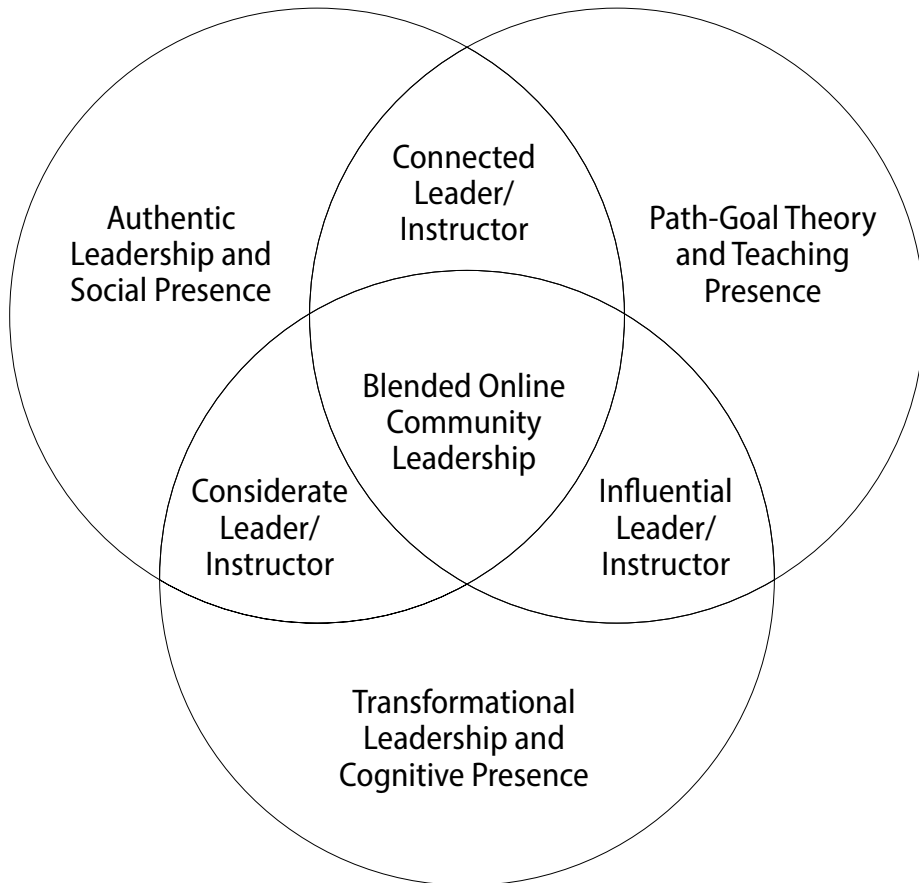 Connected
Leader/
Instructor
Authentic
Leadership and
Social Presence
Path-Goal Theory
and Teaching
Presence
Blended Online
Community
Leadership
Considerate
Leader/
Instructor
Influential
Leader/
Instructor
Transformational
Leadership and
Cognitive Presence